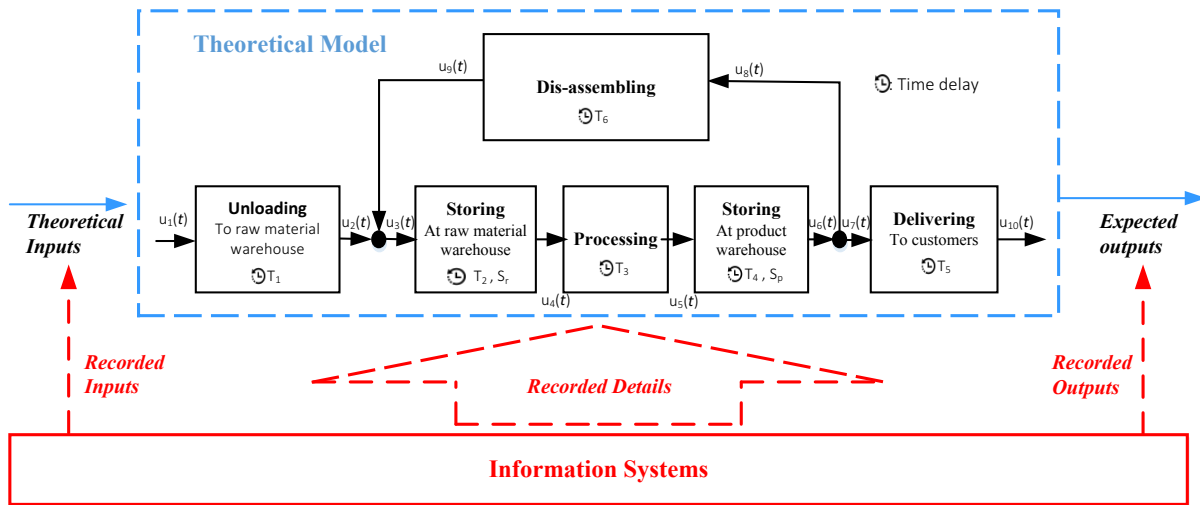 Theoretical Model
u9(t)
u8(t)
Dis-assembling
T6
: Time delay
Theoretical
Inputs
u1(t)
Unloading
To raw material
warehouse
T1
u2(t)
u3(t)
Storing
At raw material
warehouse
T2 , Sr
u4(t)
Processing
T3
u5(t)
Storing
At product
warehouse
T4 , Sp
u6(t)
u7(t)
Delivering
To customers
T5
u10(t)
Expected
outputs
Recorded
Inputs
Recorded Details
Recorded
Outputs
Information Systems